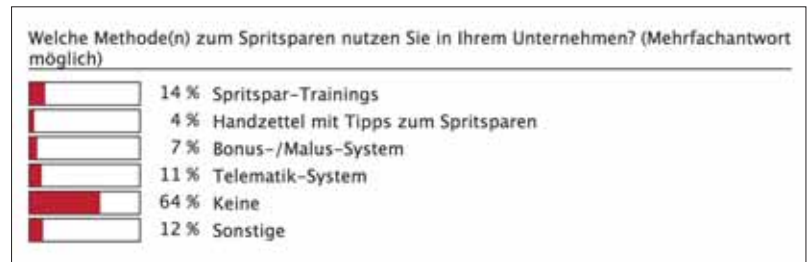 Welche Methode(n) zum Spritsparen nutzen Sie in Ihrem Unternehmen? (Mehrfachantwort
möglich)
14 % Spritspar-Trainings
4 % Handzettel mit Tipps zum Spritsparen
7 % Bonus-/Malus-System
11 % Telematik-System
64 % Keine
12 % Sonstige